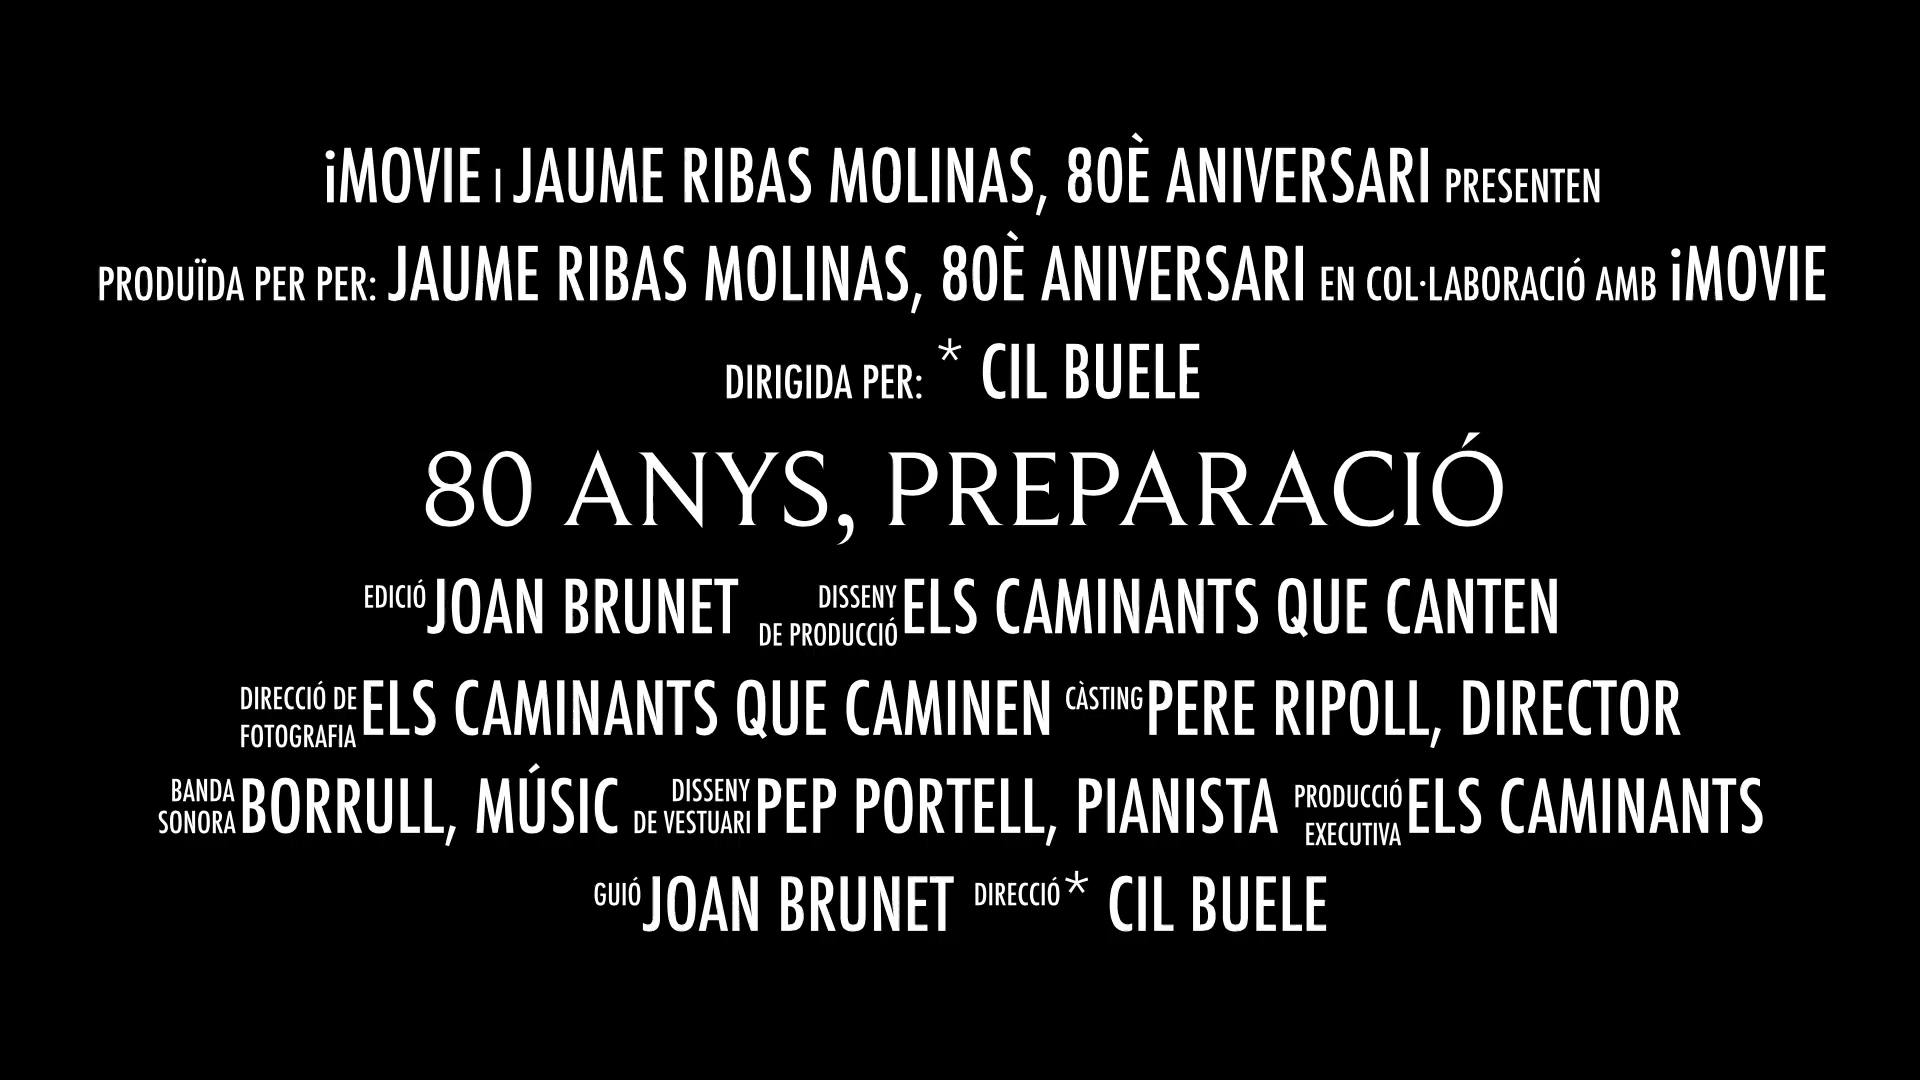 iMOVIE I JAUME RIBAS MOLINAS, 80È ANIVERSARI PRESENTEN
PRODUÏDA PER PER: JAUME RIBAS MOLINAS, 80È ANIVERSARI EN COL·LABORACIÓ AMB iMOVIE
DIRIGIDA PER: * CIL BUELE
80 ANYS, PREPARACIÓ
EDICIÓ JOAN BRUNET DISSENY DE PRODUCCIÓ ELS CAMINANTS QUE CANTEN
DIRECCIÓ DE FOTOGRAFIA ELS CAMINANTS QUE CAMINEN CÀSTING PERE RIPOLL, DIRECTOR
BANDA SONORA BORRULL, MÚSIC DISSENY DE VESTUARI PEP PORTELL, PIANISTA PRODUCCIÓ EXECUTIVA ELS CAMINANTS
GUIÓ JOAN BRUNET DIRECCIÓ * CIL BUELE